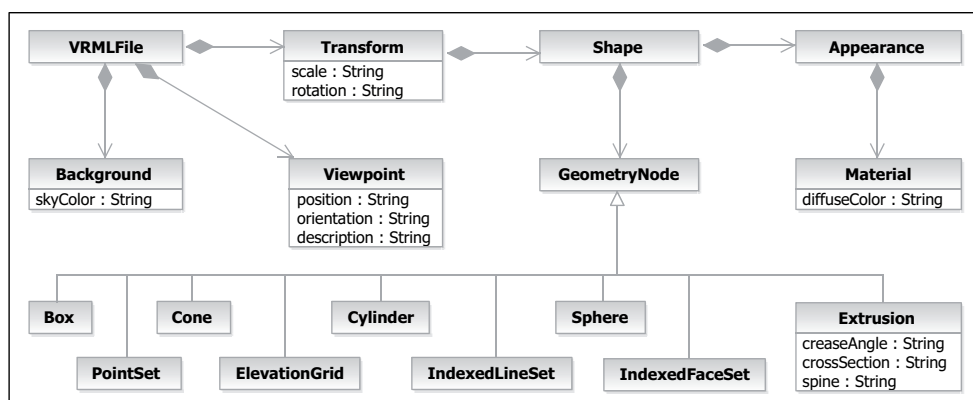 VRMLFile
Transform
scale : String
rotation : String
Shape
Appearance
Background
skyColor : String
Viewpoint
position : String
orientation : String
description : String
GeometryNode
Material
diffuseColor : String
Box
Cone
Cylinder
Sphere
Extrusion
creaseAngle : String
crossSection : String
spine : String
PointSet
ElevationGrid
IndexedLineSet
IndexedFaceSet